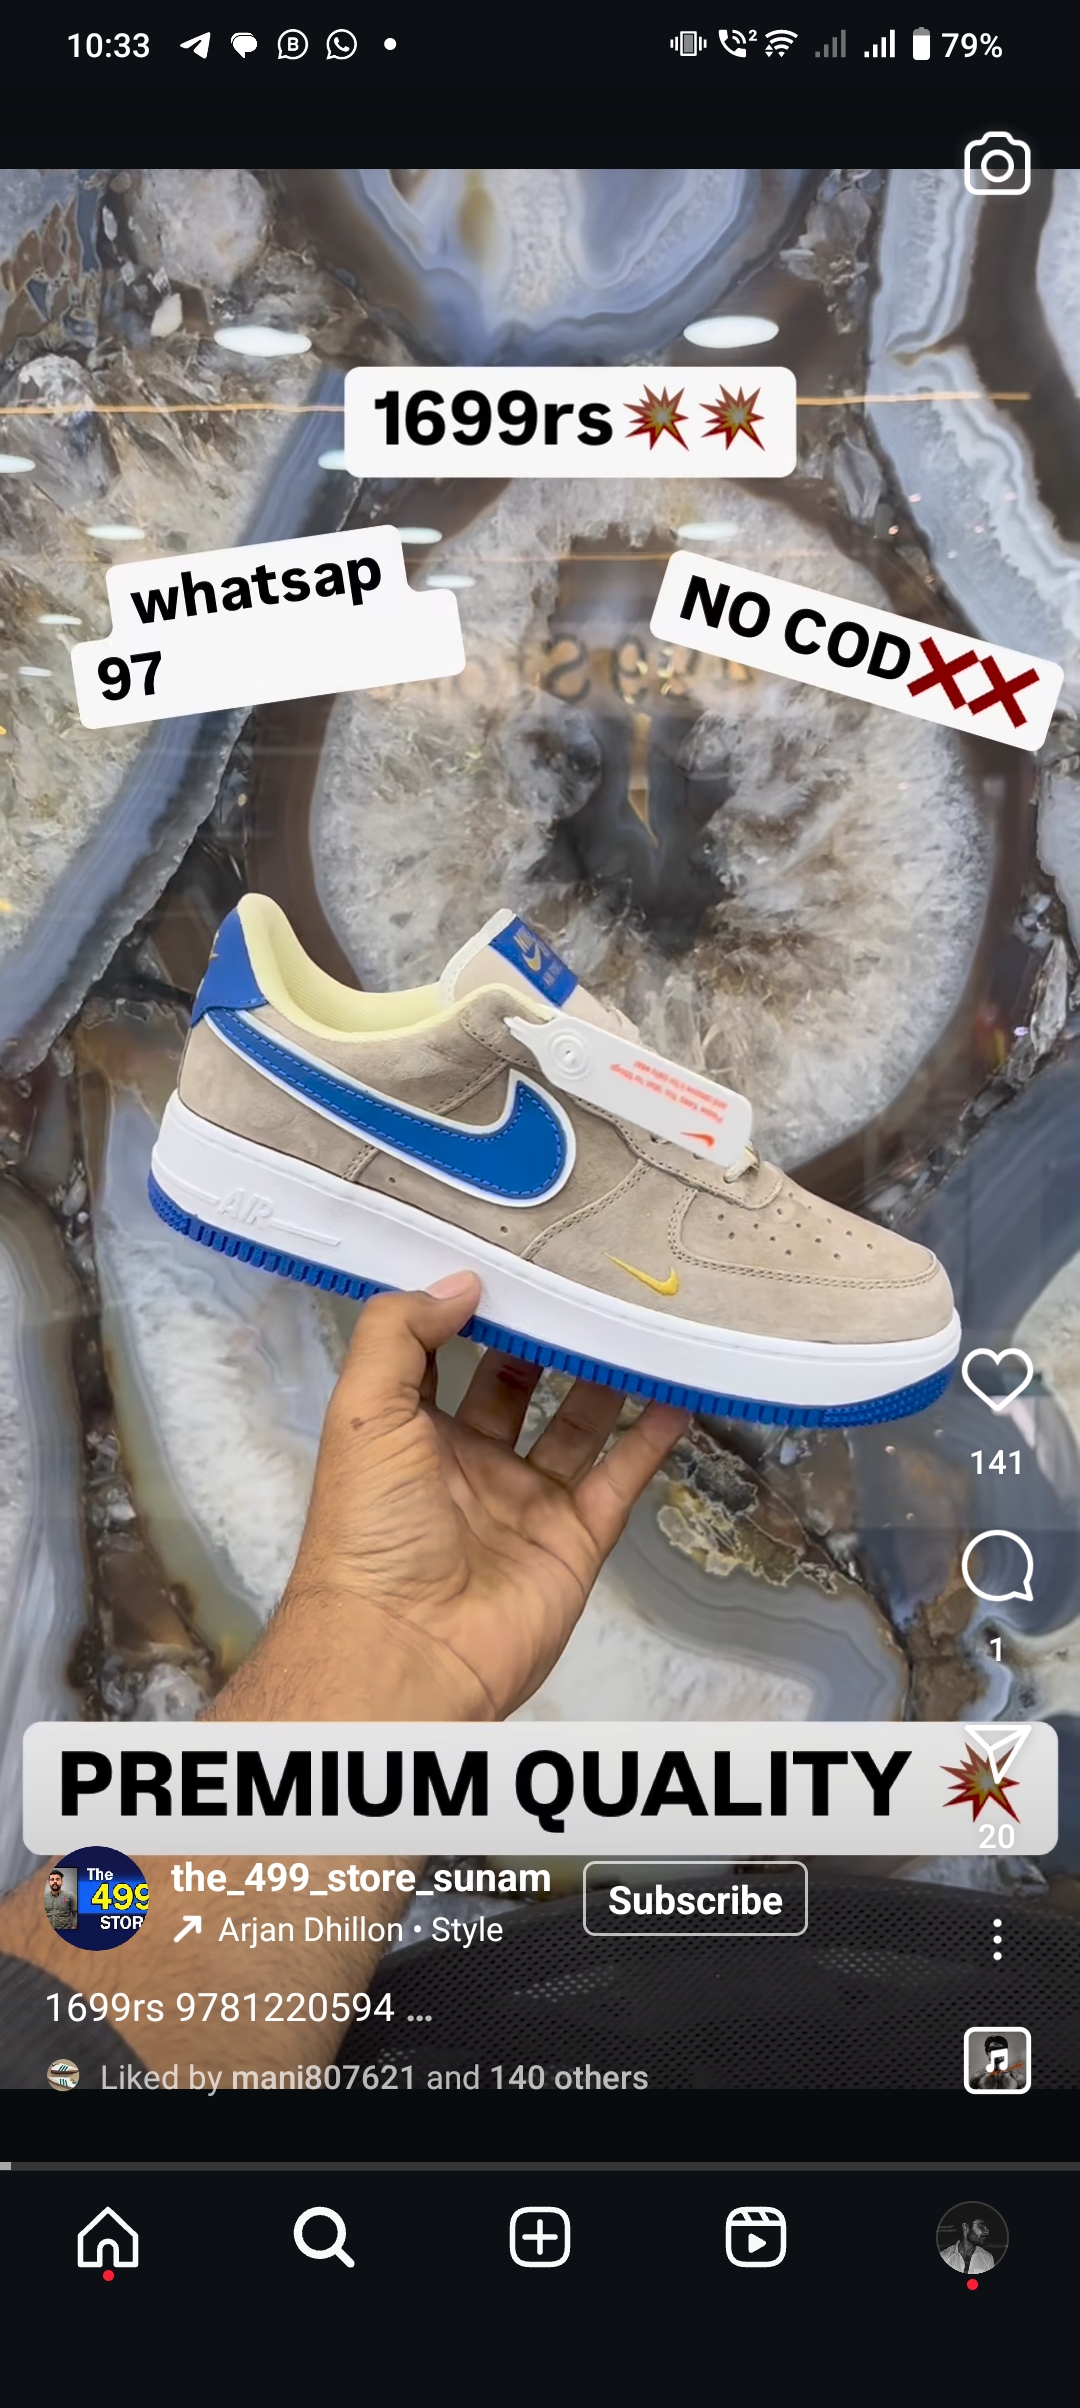 10:33
79%
1699rs💥💥
whatsap
97
NO COD❌❌
AIR
141
1
PREMIUM QUALITY 💥
20
The
499
STOR
the_499_store_sunam
Subscribe
Arjan Dhillon • Style
1699rs 9781220594 ...
Liked by mani807621 and 140 others